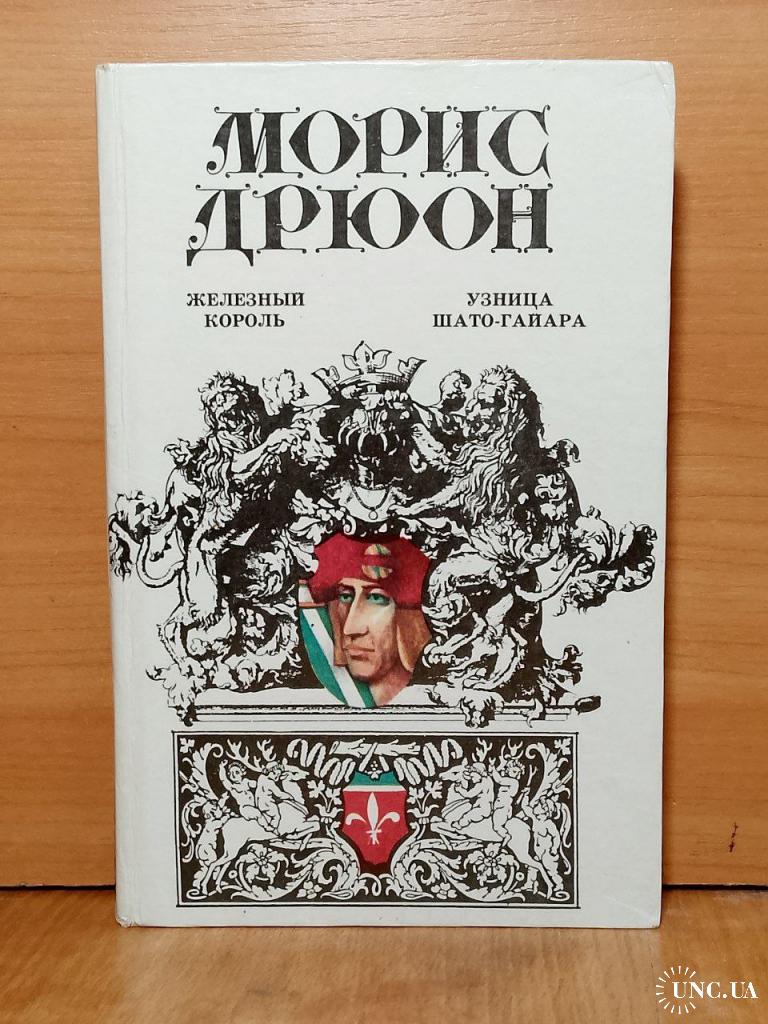 МОРИС
ДРЮОН
ЖЕЛЕЗНЫЙ
КОРОЛЬ
УЗНИЦА
ШАТО-ГАЙАРА
UNC.UA